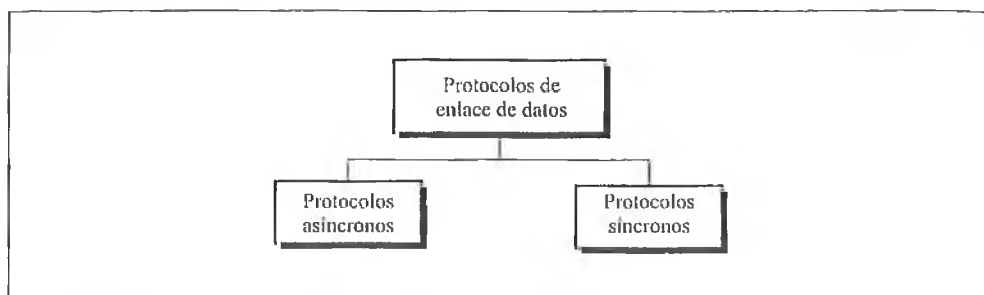 Protocolos de
enlace de datos
Protocolos
asíncronos
Protocolos
síncronos